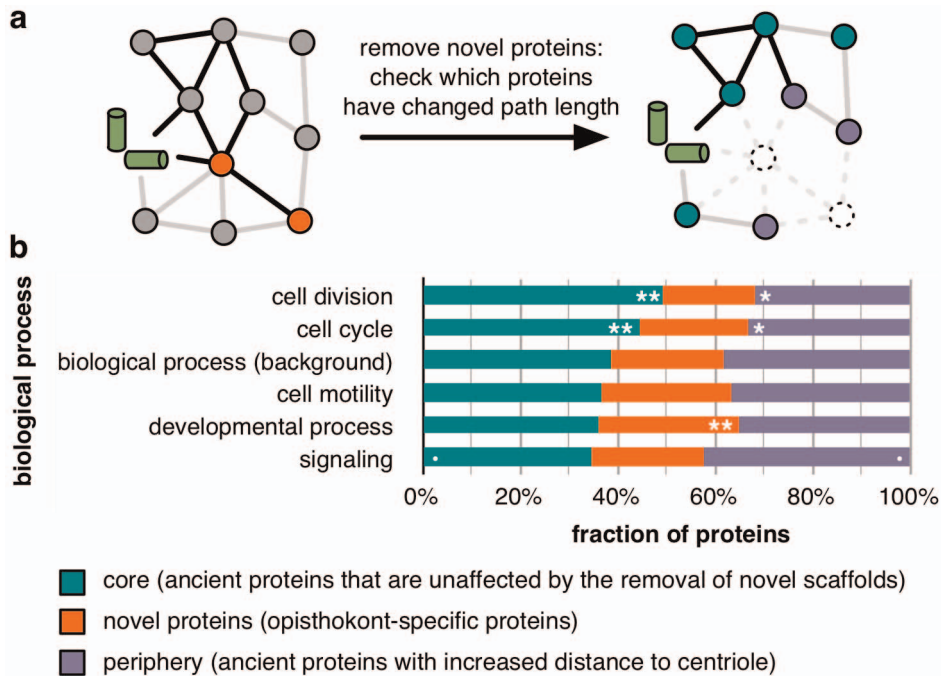 a
remove novel proteins:
check which proteins
have changed path length
b
biological process
cell division
**
*
cell cycle
**
*
biological process (background)
cell motility
developmental process
**
signaling
0%
20%
40%
60%
80%
100%
fraction of proteins
core (ancient proteins that are unaffected by the removal of novel scaffolds)
novel proteins (opisthokont-specific proteins)
periphery (ancient proteins with increased distance to centriole)